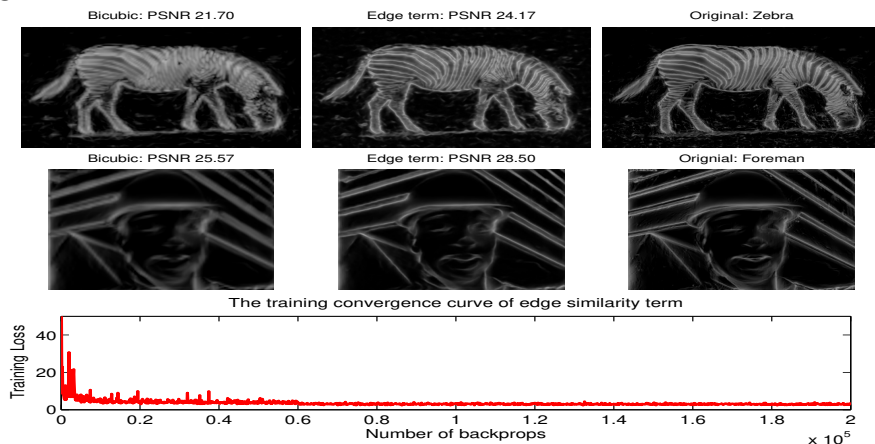 Bicubic: PSNR 21.70 Edge term: PSNR 24.17 Original: Zebra
Bicubic: PSNR 25.57 Edge term: PSNR 28.50 Orignial: Foreman
The training convergence curve of edge similarity term
Training Loss
40
20
0
0 0.2 0.4 0.6 0.8 1 1.2 1.4 1.6 1.8 2
Number of backprops
x 10^5